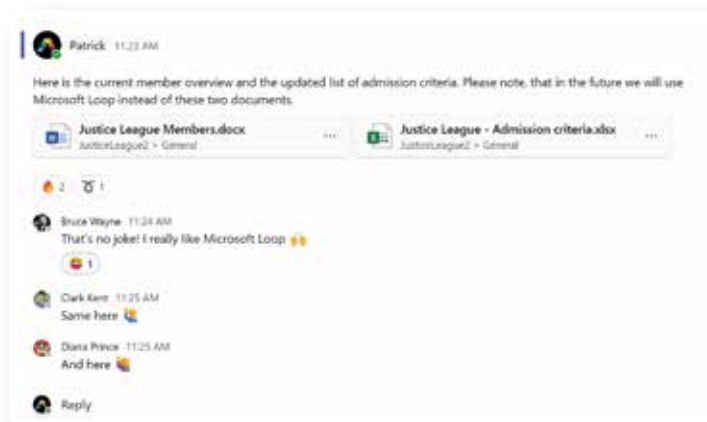 Patrick 11:23 AM
Here is the current member overview and the updated list of admission criteria. Please note, that in the future we will use
Microsoft Loop instead of these two documents.
Justice League Members.docx
JusticeLeague2 > General
Justice League - Admission criteria.xlsx
JusticeLeague2 > General
2
1
Bruce Wayne 11:24 AM
That's no joke! I really like Microsoft Loop
1
Clark Kent 11:25 AM
Same here
Diana Prince 11:25 AM
And here
Reply